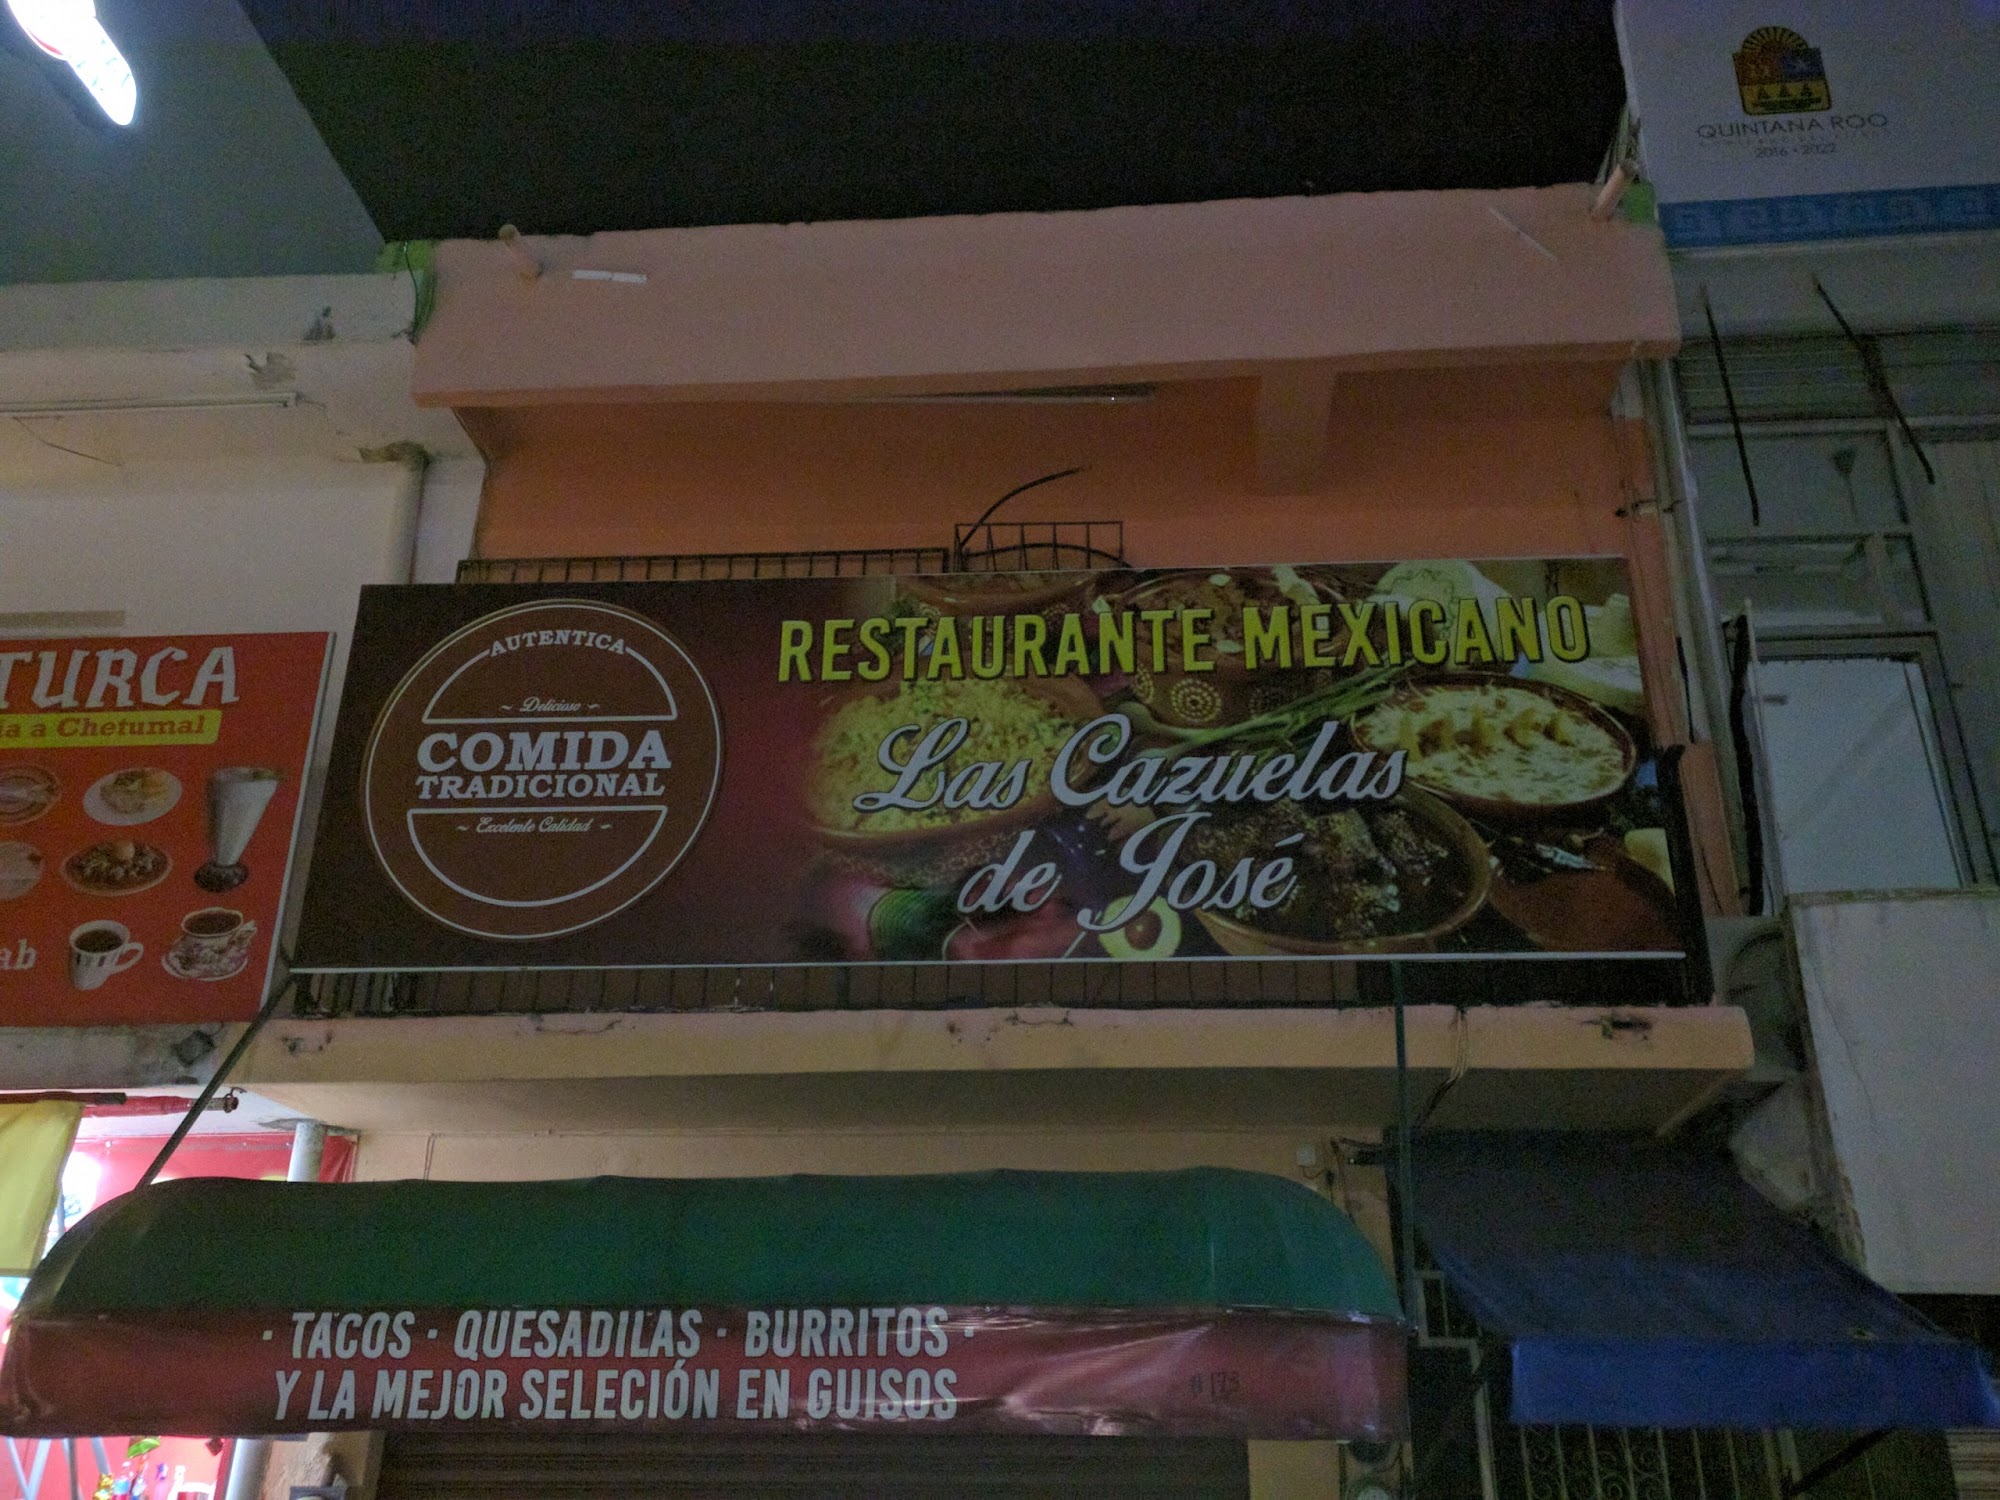 QUINTANA ROO
2016 • 2022
TURCA
a Chetumal
AUTENTICA
~ Delicioso ~
COMIDA
TRADICIONAL
~ Excelente Calidad ~
RESTAURANTE MEXICANO
Las Cazuelas
de José
· TACOS · QUESADILAS · BURRITOS ·
Y LA MEJOR SELECIÓN EN GUISOS